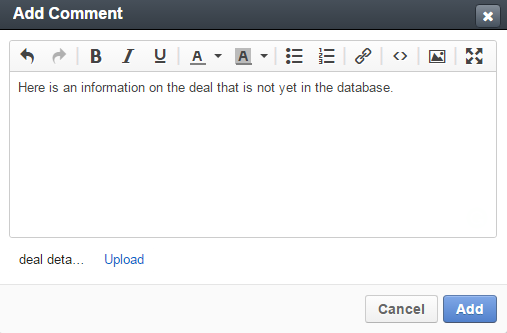 Add Comment
B I U A A
Here is an information on the deal that is not yet in the database.
deal deta... Upload
Cancel Add